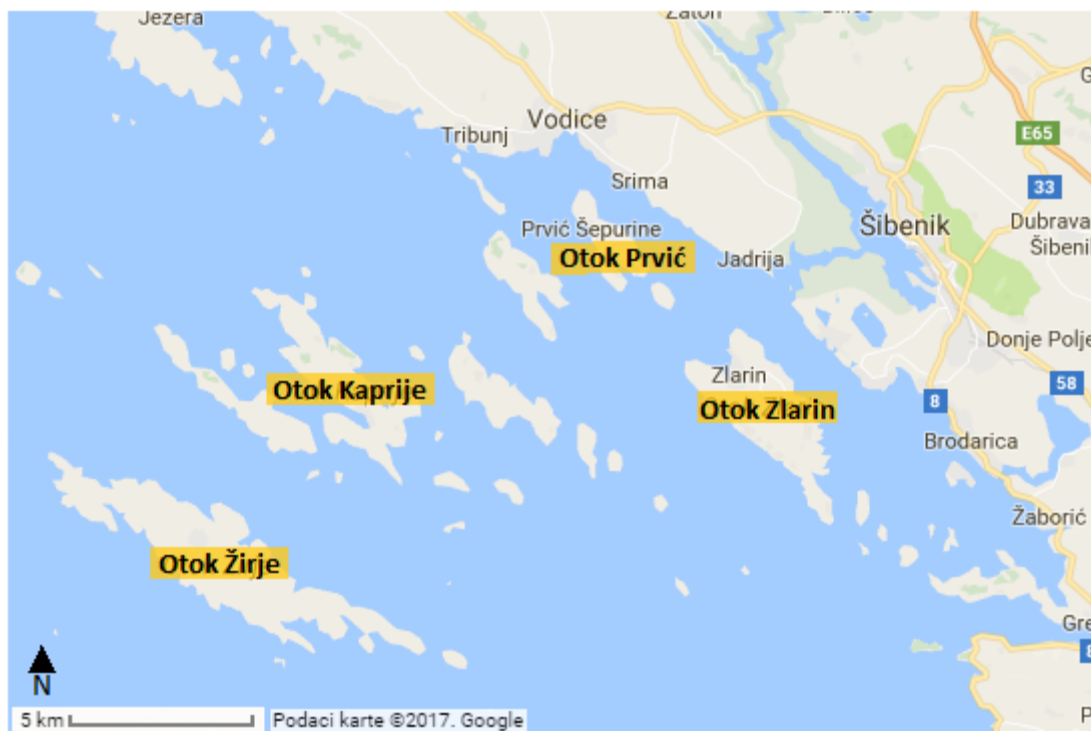 Jezera
Zaton
E65
Vodice
Tribunj
33
Srima
Dubrava
Šibenik
Prvić Šepurine
Šibenik
Otok Prvić
Jadrija
Donje Polje
Zlarin
58
Otok Kaprije
Otok Zlarin
8
Brodarica
Žaborić
Otok Žirje
N
5 km
Podaci karte ©2017. Google